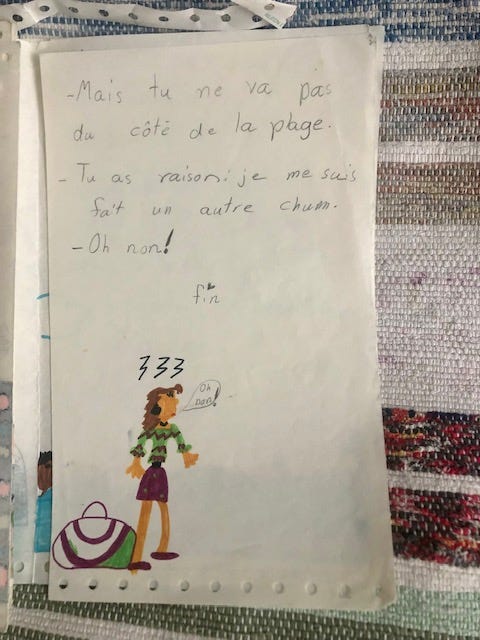 -Mais tu ne va pas
du côté de la plage.
- Tu as raison: je me suis
fait un autre chum.
- Oh non!
fin
Oh
non!